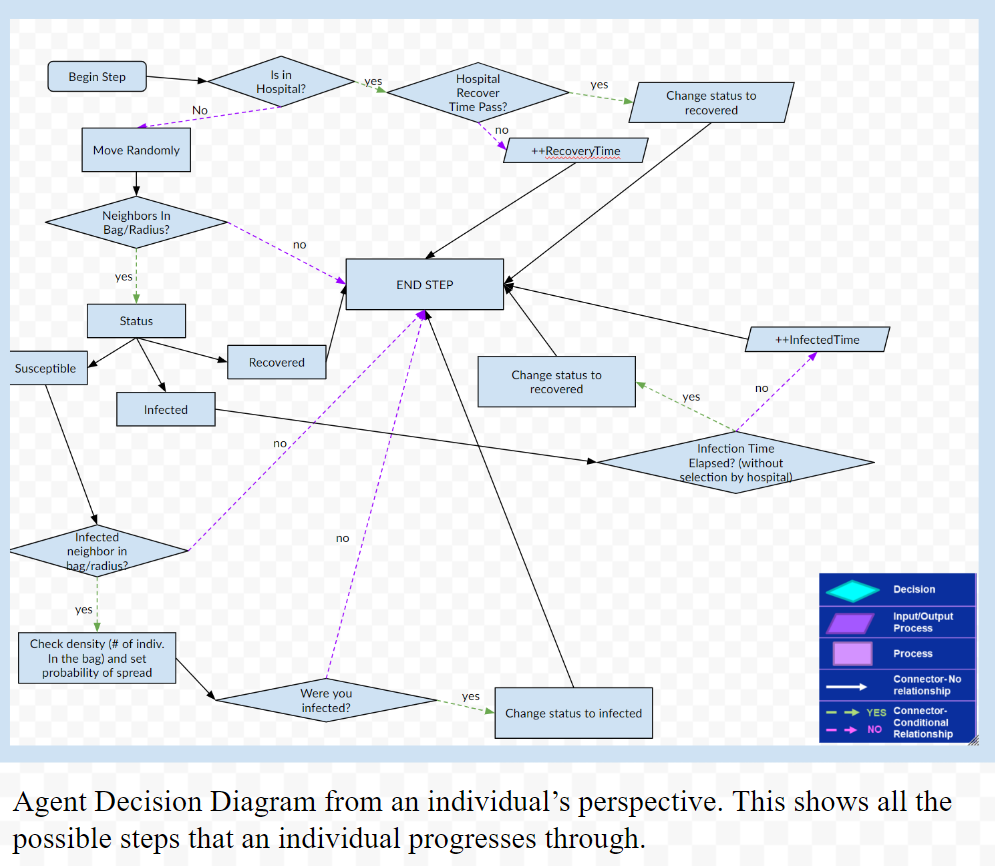 Begin Step
Is in
Hospital?
yes
Hospital
Recover
Time Pass?
yes
Change status to
recovered
No
no
Move Randomly
++RecoveryTime
Neighbors In
Bag/Radius?
no
yes
END STEP
Status
++InfectedTime
Susceptible
Recovered
Change status to
recovered
no
yes
Infected
no
Infection Time
Elapsed? (without
selection by hospital)
Infected
neighbor in
bag/radius?
no
yes
Check density (# of indiv.
In the bag) and set
probability of spread
Were you
infected?
yes
Change status to infected
Decision
Input/Output
Process
Process
Connector-No
relationship
YES
NO
Connector-
Conditional
Relationship
Agent Decision Diagram from an individual's perspective. This shows all the
possible steps that an individual progresses through.